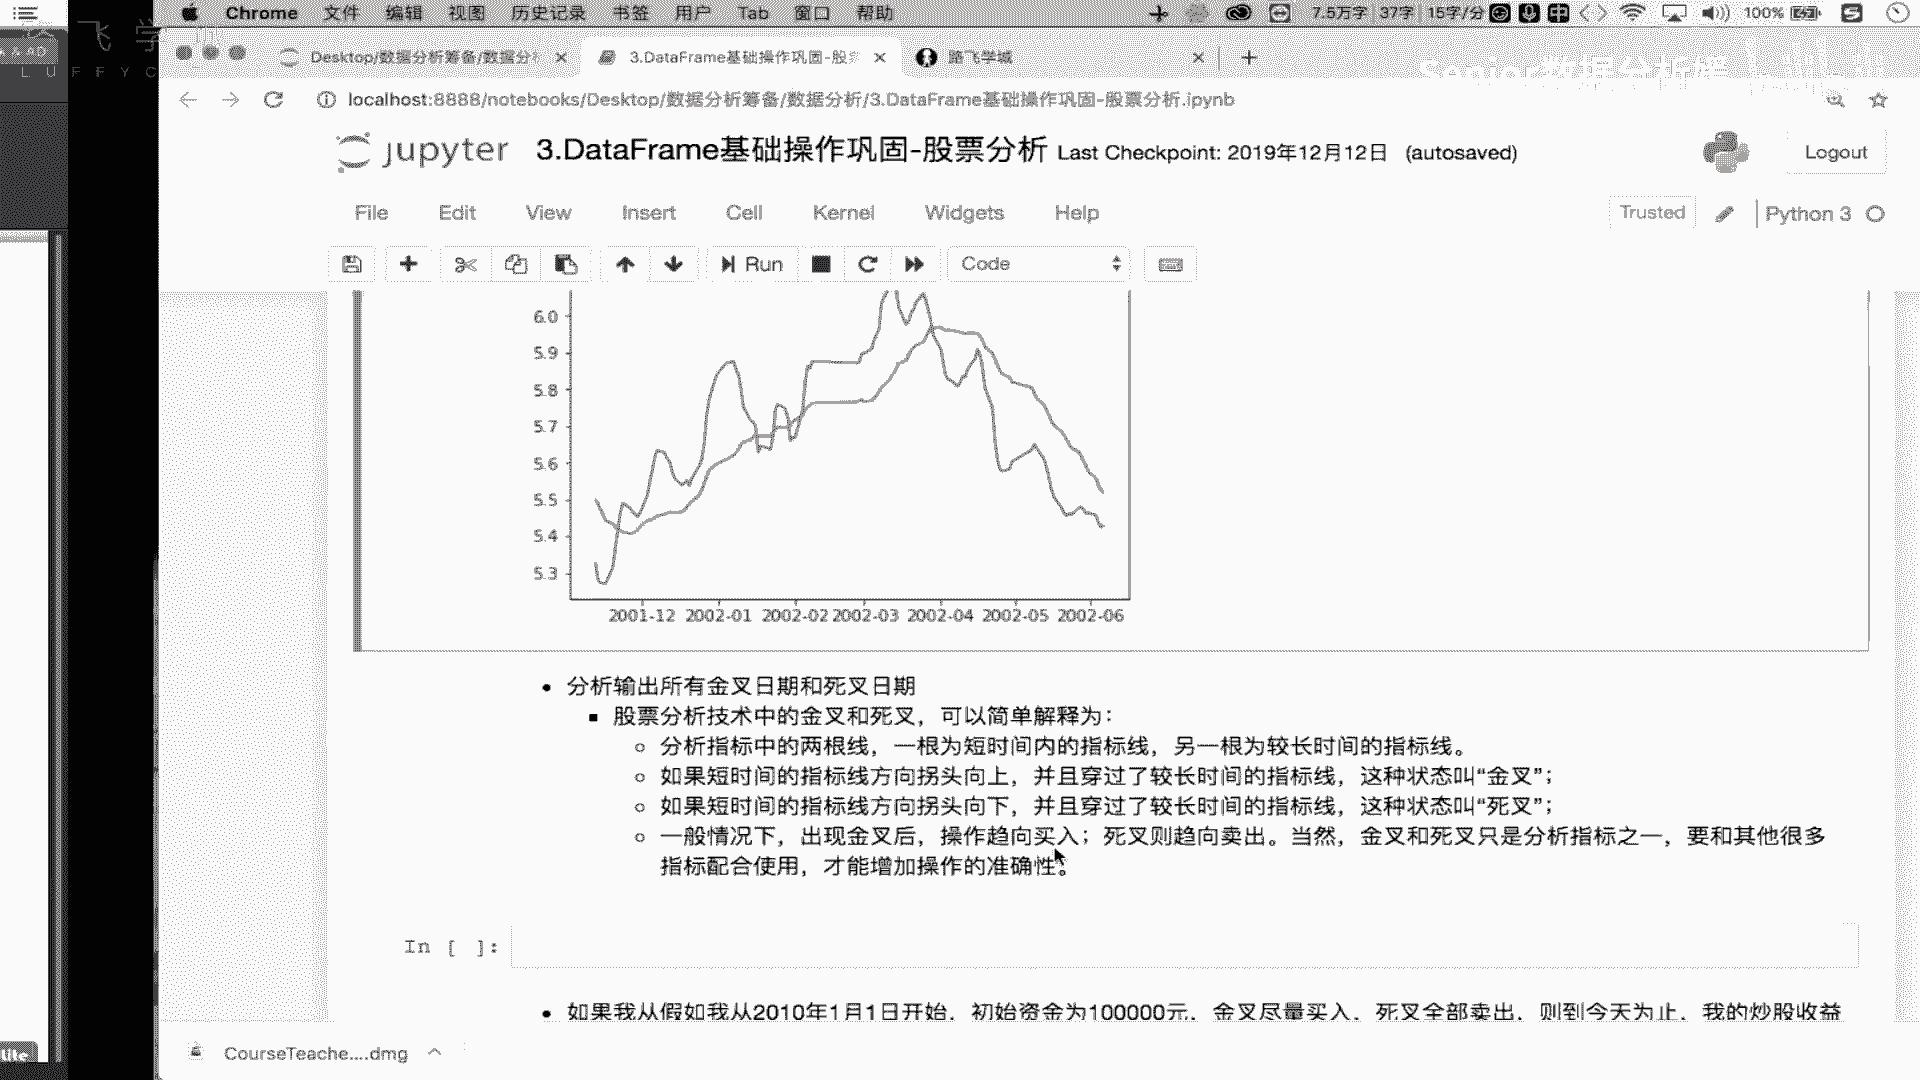 Chrome 文件 编辑 视图 历史记录 书签 用户 Tab 窗口 帮助 7.5万字 37字 15字/分 中 100%
飞 学
& AD
LUFFYC
Desktop/数据分析筹备/数据分析 3.DataFrame基础操作巩固-股票 路飞学城
localhost:8888/notebooks/Desktop/数据分析筹备/数据分析/3.DataFrame基础操作巩固-股票分析.ipynb
jupyter 3.DataFrame基础操作巩固-股票分析 Last Checkpoint: 2019年12月12日 (autosaved)
Logout
File Edit View Insert Cell Kernel Widgets Help
Trusted Python 3
Run Code
6.0
5.9
5.8
5.7
5.6
5.5
5.4
5.3
2001-12 2002-01 2002-02 2002-03 2002-04 2002-05 2002-06
• 分析输出所有金叉日期和死叉日期
▪ 股票分析技术中的金叉和死叉，可以简单解释为：
○ 分析指标中的两根线，一根为短时间内的指标线，另一根为较长时间的指标线。
○ 如果短时间的指标线方向拐头向上，并且穿过了较长时间的指标线，这种状态叫“金叉”；
○ 如果短时间的指标线方向拐头向下，并且穿过了较长时间的指标线，这种状态叫“死叉”；
○ 一般情况下，出现金叉后，操作趋向买入；死叉则趋向卖出。当然，金叉和死叉只是分析指标之一，要和其他很多
指标配合使用，才能增加操作的准确性。
In [ ]:
• 如果我从假如我从2010年1月1日开始，初始资金为100000元，金叉尽量买入，死叉全部卖出，则到今天为止，我的炒股收益
CourseTeache....dmg
lite